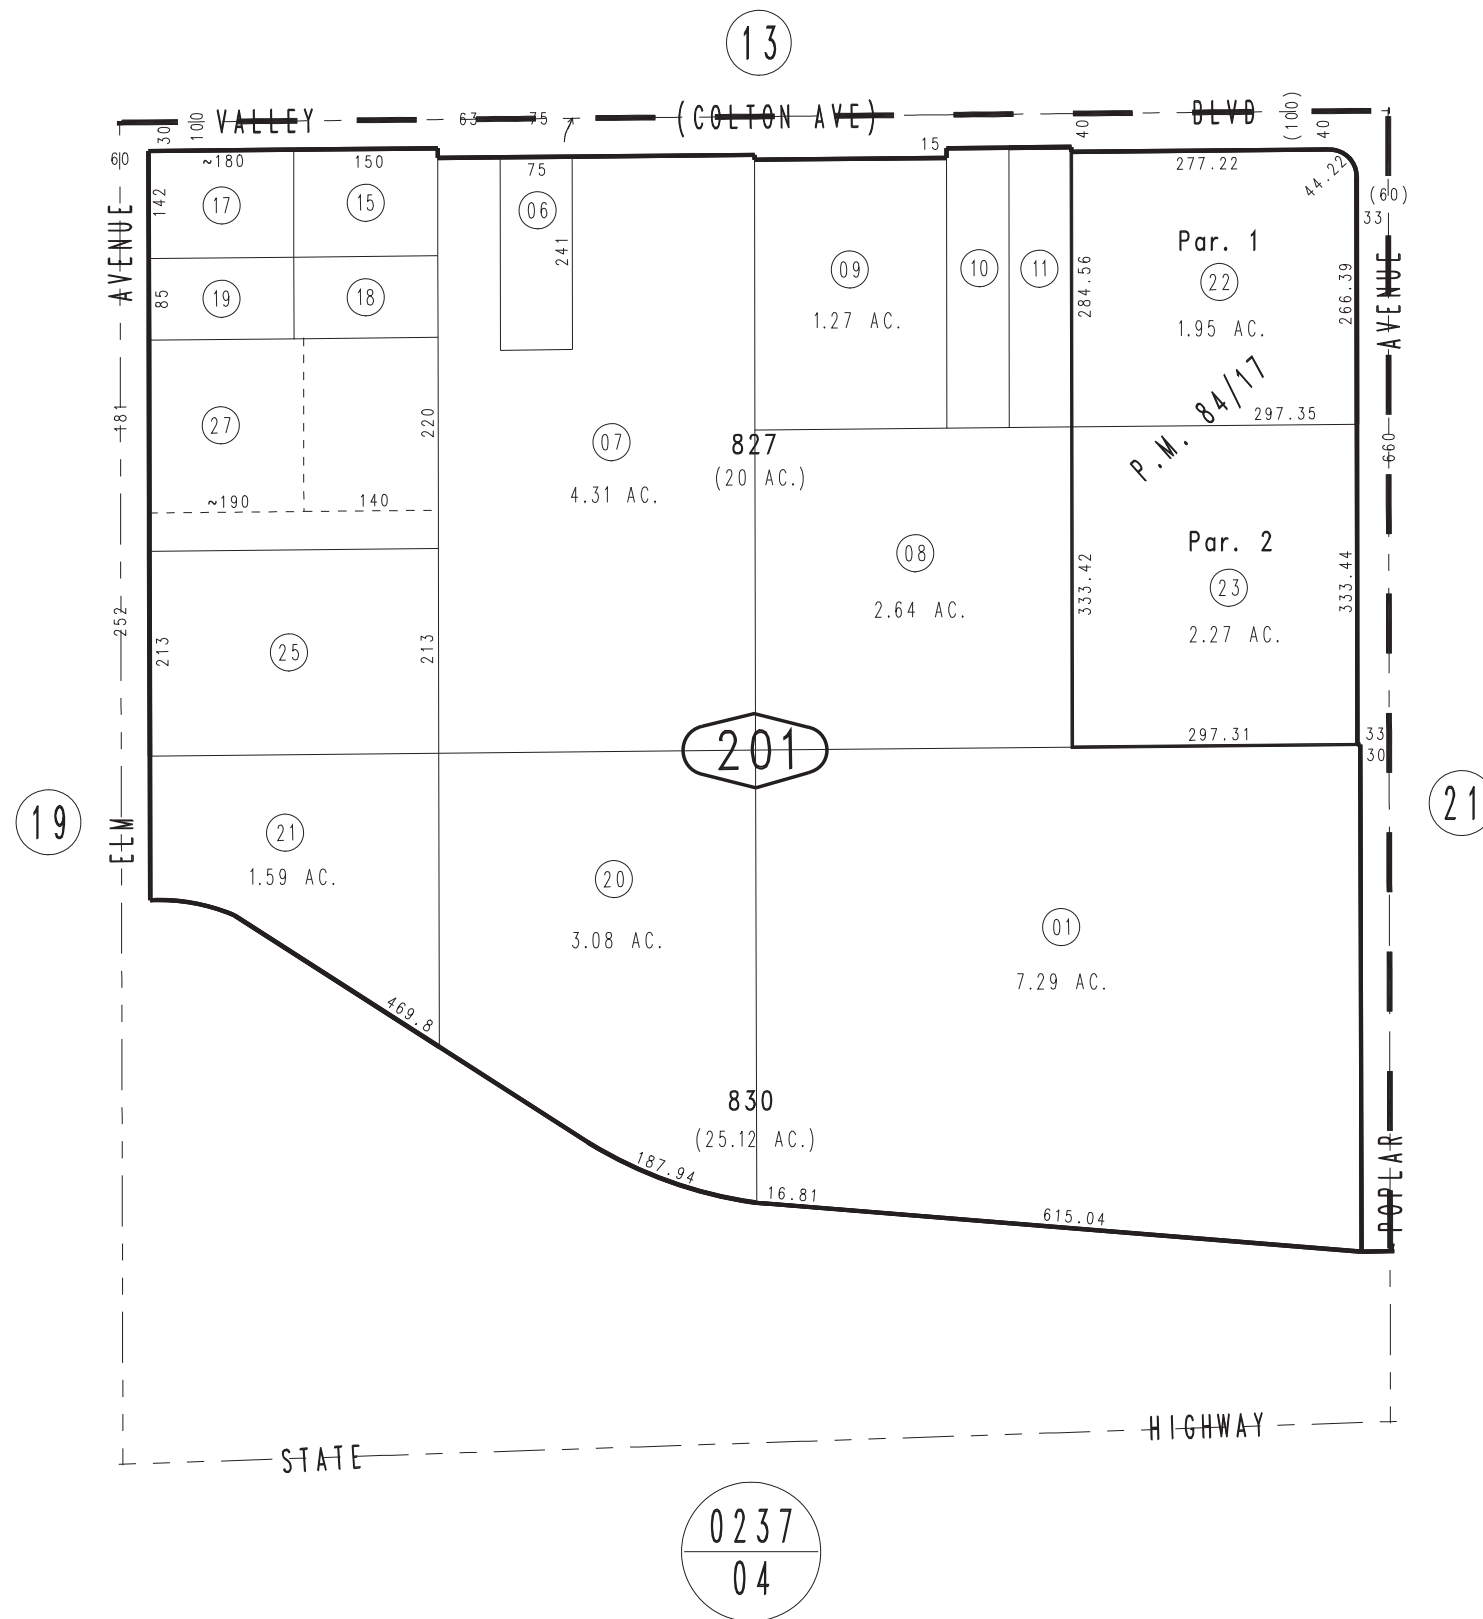 13
VALLEY 63 75 (COLTON AVE) BLVD
30 100 15 40 (100) 40
60 ~180 150 75 277.22 44.22 (60)
AVENUE 142 17 15 06 241 33
Par. 1
85 19 18 09 10 11 284.56 22 266.39 AVENUE
1.27 AC. 1.95 AC.
P.M. 84/17
181 27 220 07 827 297.35 660
4.31 AC. (20 AC.)
~190 140
Par. 2
08 333.42 23 333.44
252 213 25 213 2.64 AC. 2.27 AC.
201 297.31 33
30
19 ELM 21 21
1.59 AC. 20 01
3.08 AC. 7.29 AC.
469.8
830
(25.12 AC.)
187.94 16.81 615.04 POPLAR
STATE HIGHWAY
0237
04